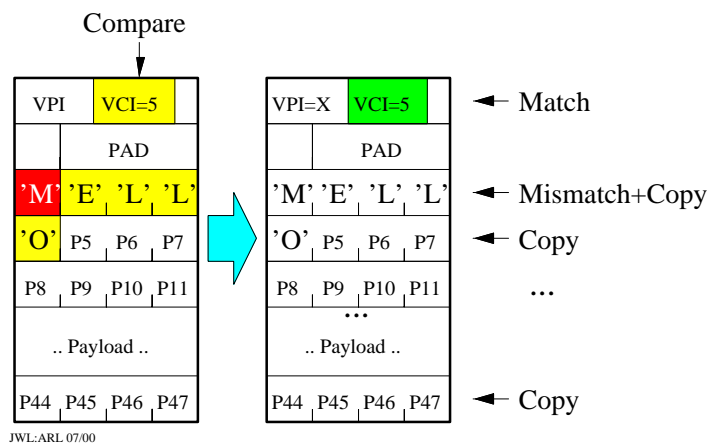 Compare
VPI VCI=5 VPI=X VCI=5 Match
PAD PAD
’M’ ’E’ ’L’ ’L’ ’M’ ’E’ ’L’ ’L’ Mismatch+Copy
’O’ P5 P6 P7 ’O’ P5 P6 P7 Copy
P8 P9 P10 P11 P8 P9 P10 P11 ...
...
.. Payload .. .. Payload ..
P44 P45 P46 P47 P44 P45 P46 P47 Copy
JWL:ARL 07/00